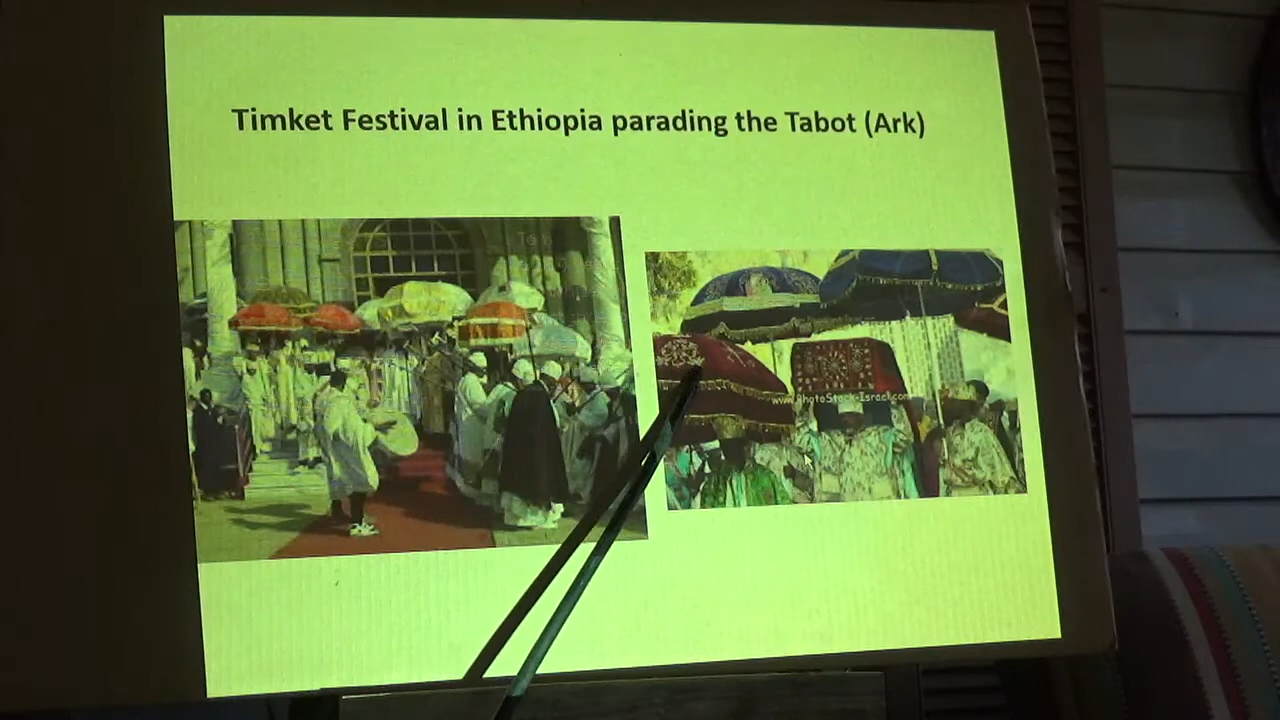 Timket Festival in Ethiopia parading the Tabot (Ark)
www.PhotoStock-Israel.com